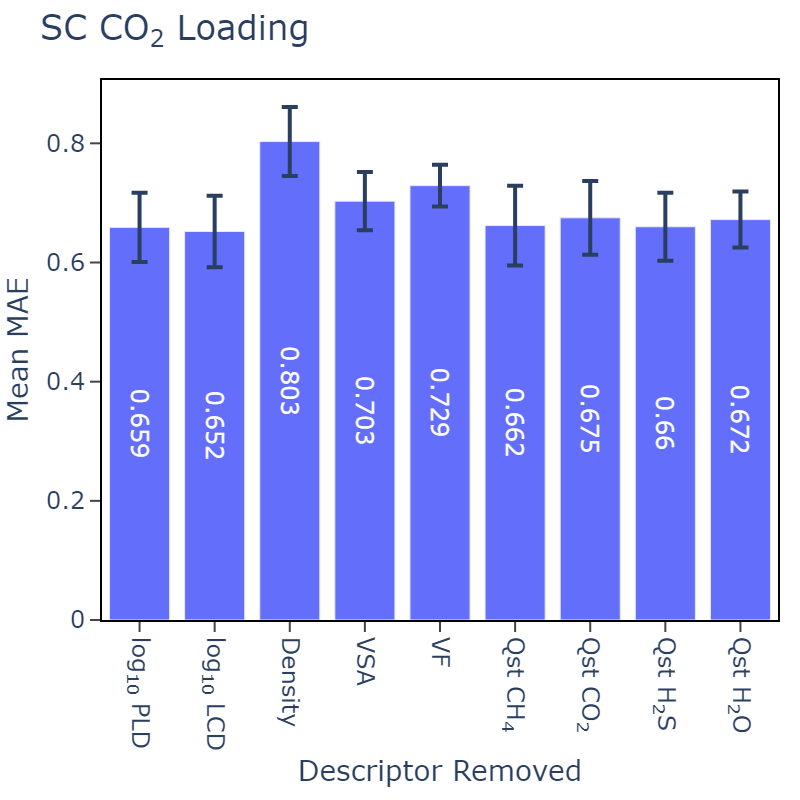 SC CO₂ Loading
Mean MAE
0.8
0.6
0.4
0.2
0
0.659
0.652
0.803
0.703
0.729
0.662
0.675
0.66
0.672
log₁₀ PLD
log₁₀ LCD
Density
VSA
VF
Qst CH₄
Qst CO₂
Qst H₂S
Qst H₂O
Descriptor Removed